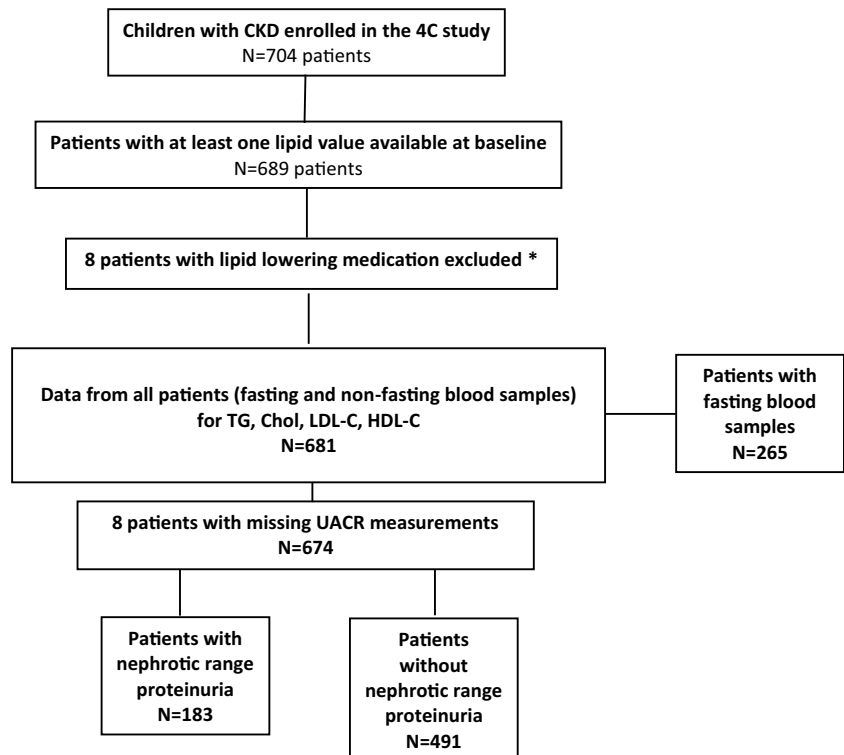 Children with CKD enrolled in the 4C study
N=704 patients
Patients with at least one lipid value available at baseline
N=689 patients
8 patients with lipid lowering medication excluded *
Data from all patients (fasting and non-fasting blood samples)
for TG, Chol, LDL-C, HDL-C
N=681
Patients with
fasting blood
samples
N=265
8 patients with missing UACR measurements
N=674
Patients with
nephrotic range
proteinuria
N=183
Patients
without
nephrotic range
proteinuria
N=491